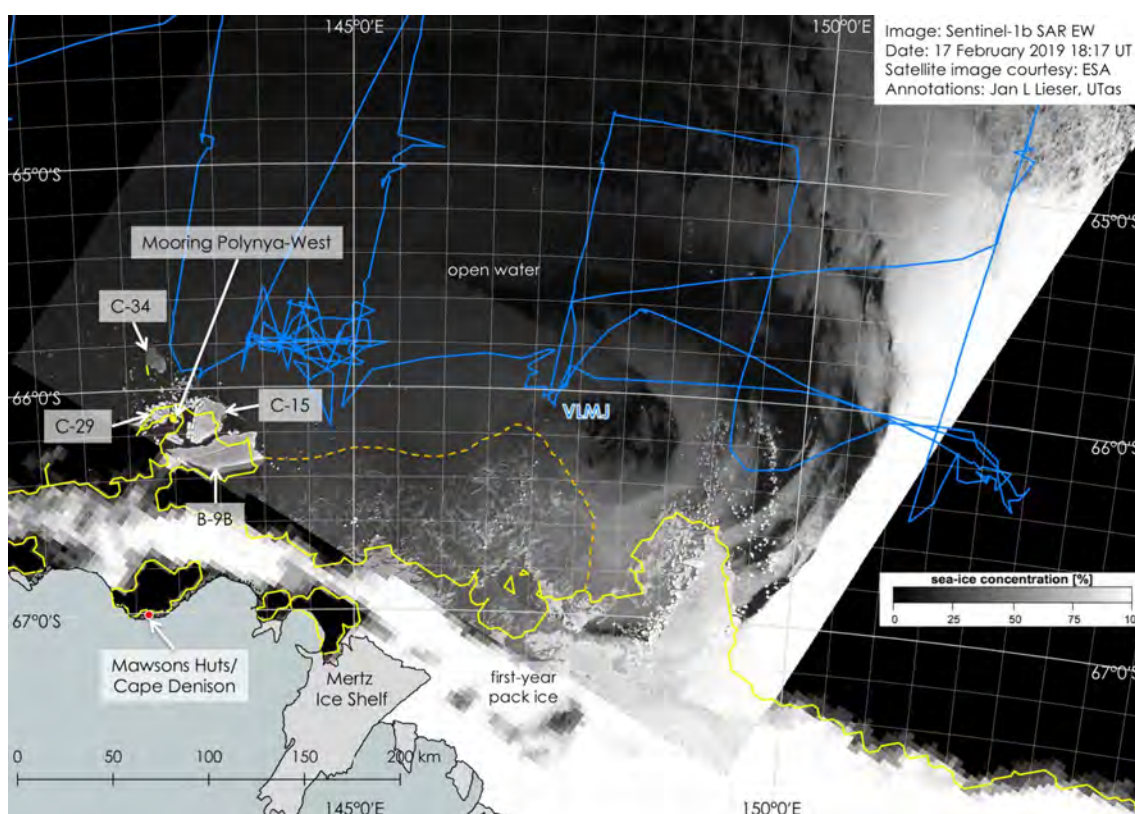 145°0'E
150°0'E
Image: Sentinel-1b SAR EW
Date: 17 February 2019 18:17 UT
Satellite image courtesy: ESA
Annotations: Jan L Lieser, UTas
65°0'S
65°0'S
Mooring Polynya-West
open water
C-34
66°0'S
C-15
VLMJ
C-29
66°0'S
B-9B
sea-ice concentration [%]
0 25 50 75 100
67°0'S
Mawsons Huts/
Cape Denison
Mertz
Ice Shelf
first-year
pack ice
67°0'S
0 50 100 150 200 km
145°0'E
150°0'E